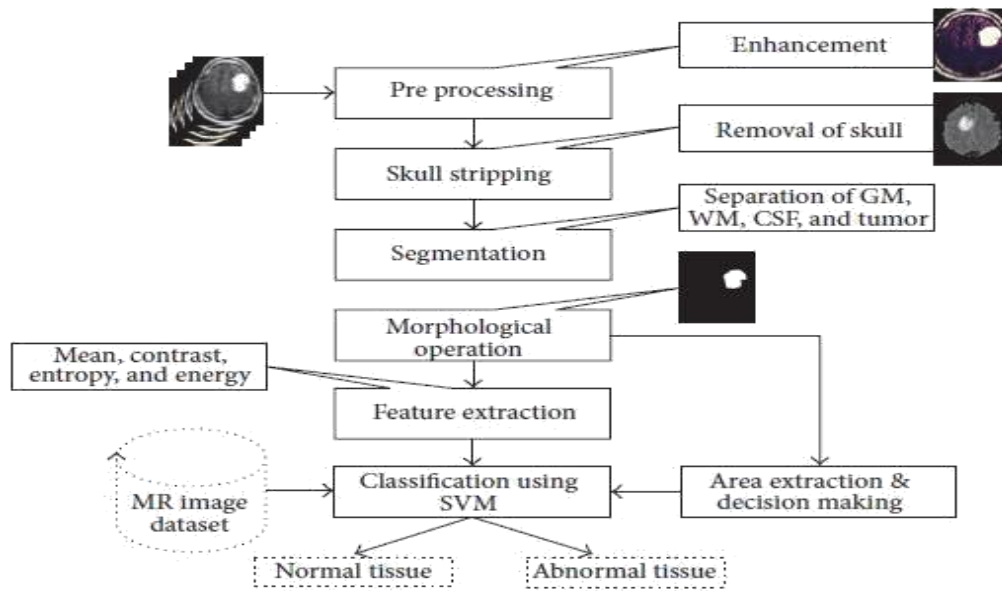 Enhancement
Pre processing
Removal of skull
Skull stripping
Separation of GM,
WM, CSF, and tumor
Segmentation
Morphological
operation
Mean, contrast,
entropy, and energy
Feature extraction
MR image
dataset
Classification using
SVM
Area extraction &
decision making
Normal tissue
Abnormal tissue